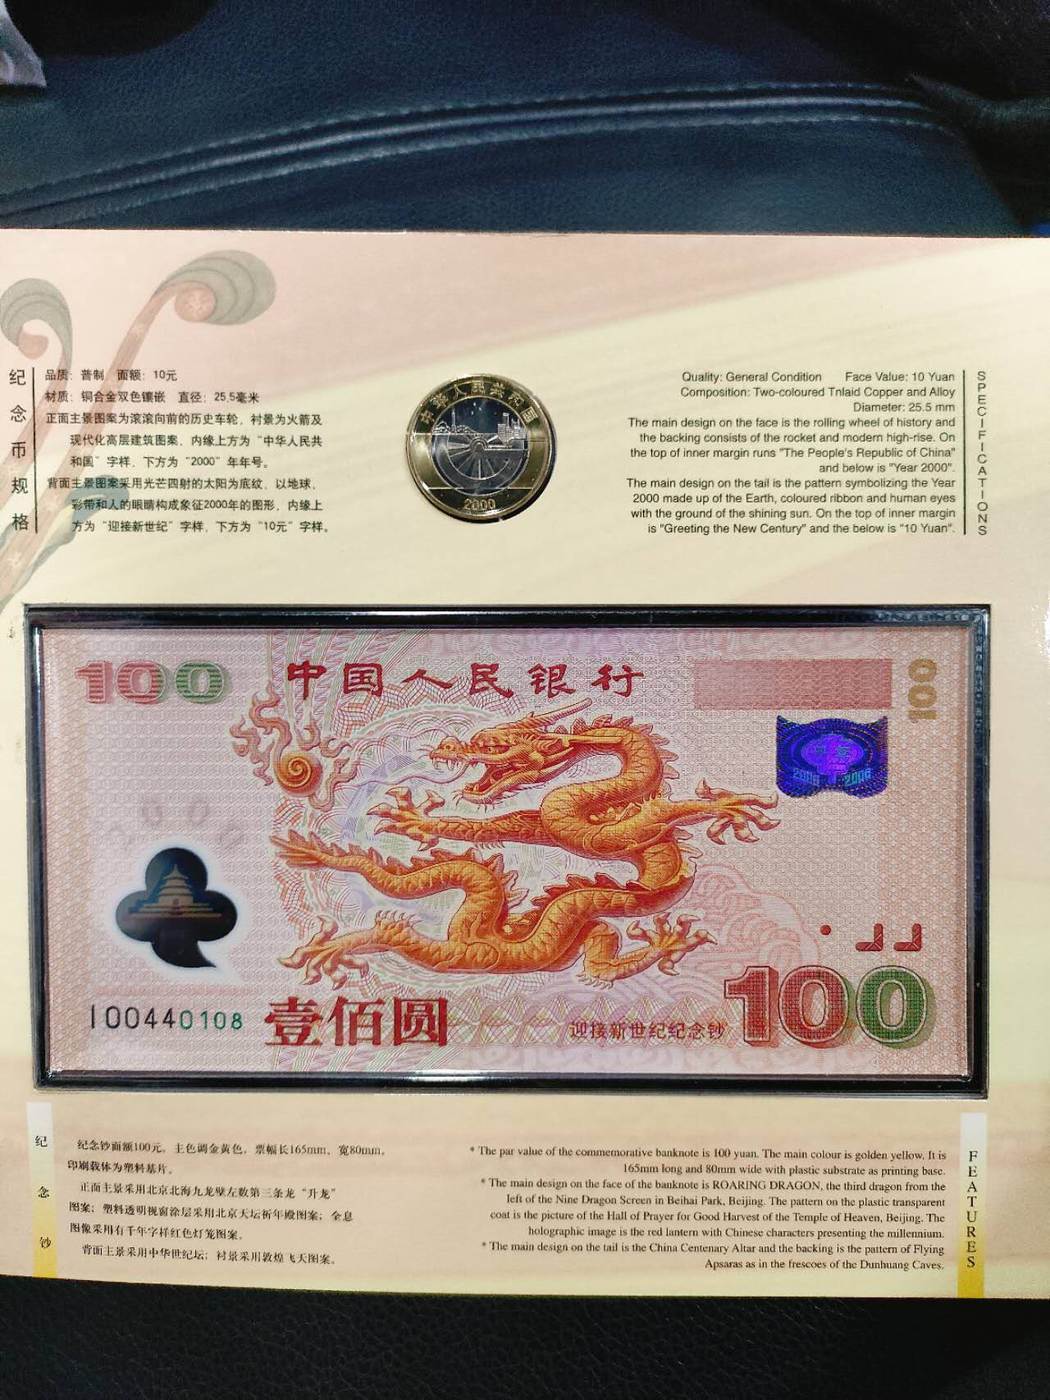 纪念币规格
品质：普制 面额：10元
材质：铜合金双色镶嵌 直径：25.5毫米
正面主景图案为滚滚向前的历史车轮，衬景为火箭及
现代化高层建筑图案，内缘上方为“中华人民共
和国”字样，下方为“2000”年年号。
背面主景图案采用光芒四射的太阳为底纹，以地球、
彩带和人的眼睛构成象征2000年的图形，内缘上
方为“迎接新世纪”字样，下方为“10元”字样。
中华人民共和国
2000
Quality: General Condition Face Value: 10 Yuan
Composition: Two-coloured Tnlaid Copper and Alloy
Diameter: 25.5 mm
The main design on the face is the rolling wheel of history and
the backing consists of the rocket and modern high-rise. On
the top of inner margin runs "The People's Republic of China"
and below is "Year 2000".
The main design on the tail is the pattern symbolizing the Year
2000 made up of the Earth, coloured ribbon and human eyes
with the ground of the shining sun. On the top of inner margin
is "Greeting the New Century" and the below is "10 Yuan".
SPECIFICATIONS
100
中国人民银行
100
2000
2000 2000
I00440108
壹佰圆
迎接新世纪纪念钞
100
纪念钞
纪念钞面额100元，主色调金黄色，票幅长165mm，宽80mm，
印刷载体为塑料基片。
正面主景采用北京北海九龙壁左数第三条龙“升龙”
图案；塑料透明视窗涂层采用北京天坛祈年殿图案；全息
图像采用有千年字样红色灯笼图案。
背面主景采用中华世纪坛；衬景采用敦煌飞天图案。
* The par value of the commemorative banknote is 100 yuan. The main colour is golden yellow. It is
165mm long and 80mm wide with plastic substrate as printing base.
* The main design on the face of the banknote is ROARING DRAGON, the third dragon from the
left of the Nine Dragon Screen in Beihai Park, Beijing. The pattern on the plastic transparent
coat is the picture of the Hall of Prayer for Good Harvest of the Temple of Heaven, Beijing. The
holographic image is the red lantern with Chinese characters presenting the millennium.
* The main design on the tail is the China Centenary Altar and the backing is the pattern of Flying
Apsaras as in the frescoes of the Dunhuang Caves.
FEATURES